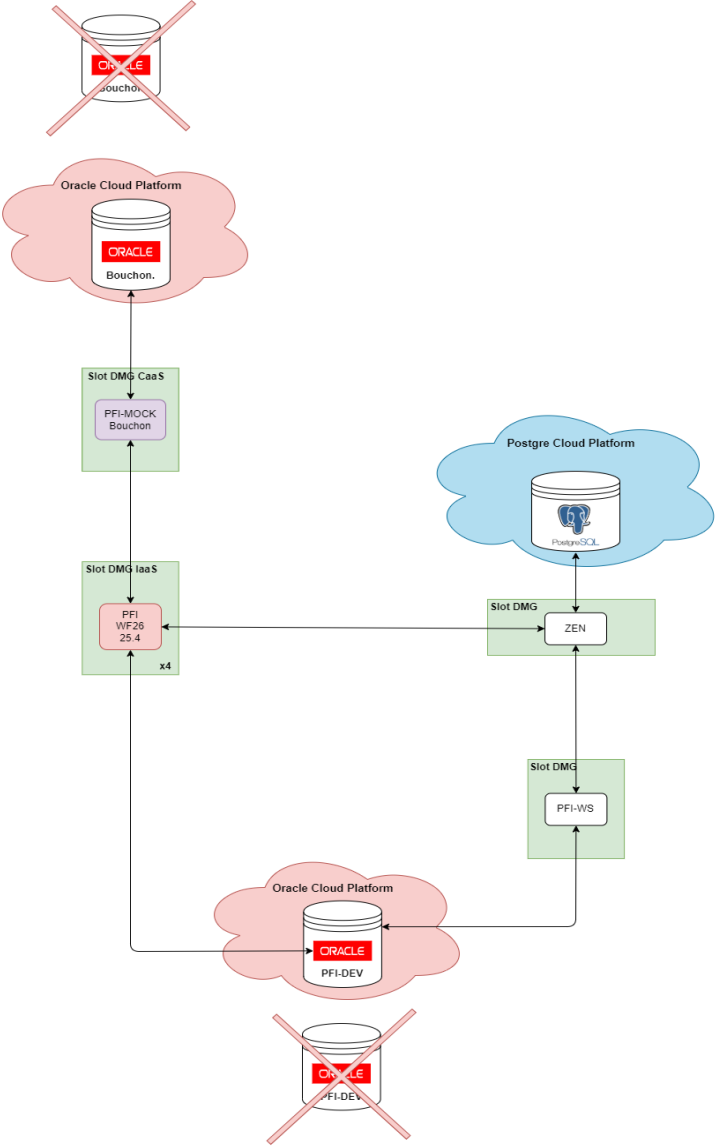 ORACLE
Bouchon.
Oracle Cloud Platform
ORACLE
Bouchon.
Slot DMG CaaS
PFI-MOCK
Bouchon
Postgre Cloud Platform
PostgreSQL
Slot DMG IaaS
PFI
WF26
25.4
x4
Slot DMG
ZEN
Slot DMG
PFI-WS
Oracle Cloud Platform
ORACLE
PFI-DEV
ORACLE
PFI-DEV